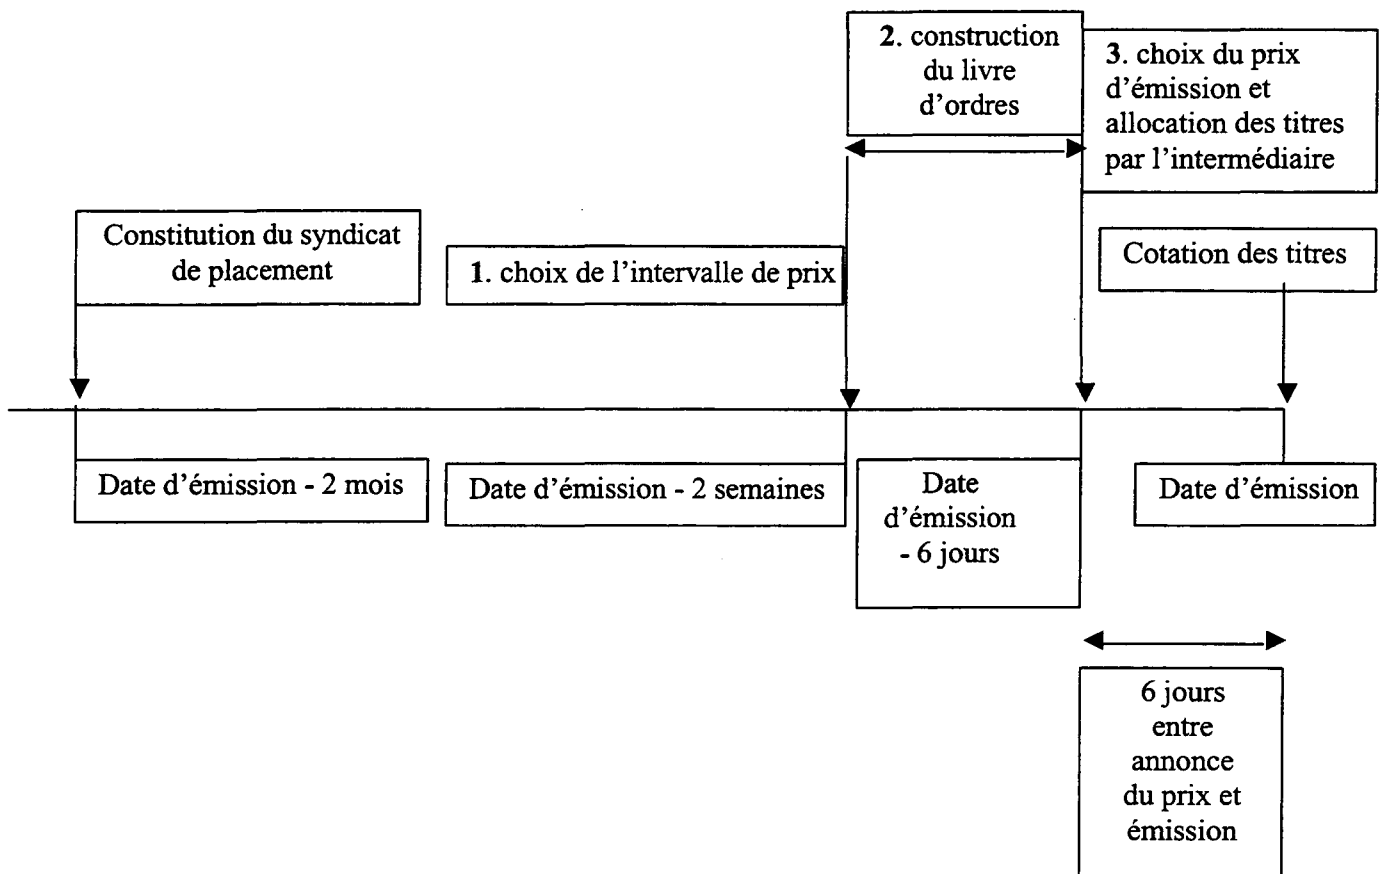 2. construction
du livre
d'ordres
3. choix du prix
d'émission et
allocation des titres
par l'intermédiaire
Constitution du syndicat
de placement
1. choix de l'intervalle de prix
Cotation des titres
Date d'émission - 2 mois
Date d'émission - 2 semaines
Date
d'émission
- 6 jours
Date d'émission
6 jours
entre
annonce
du prix et
émission